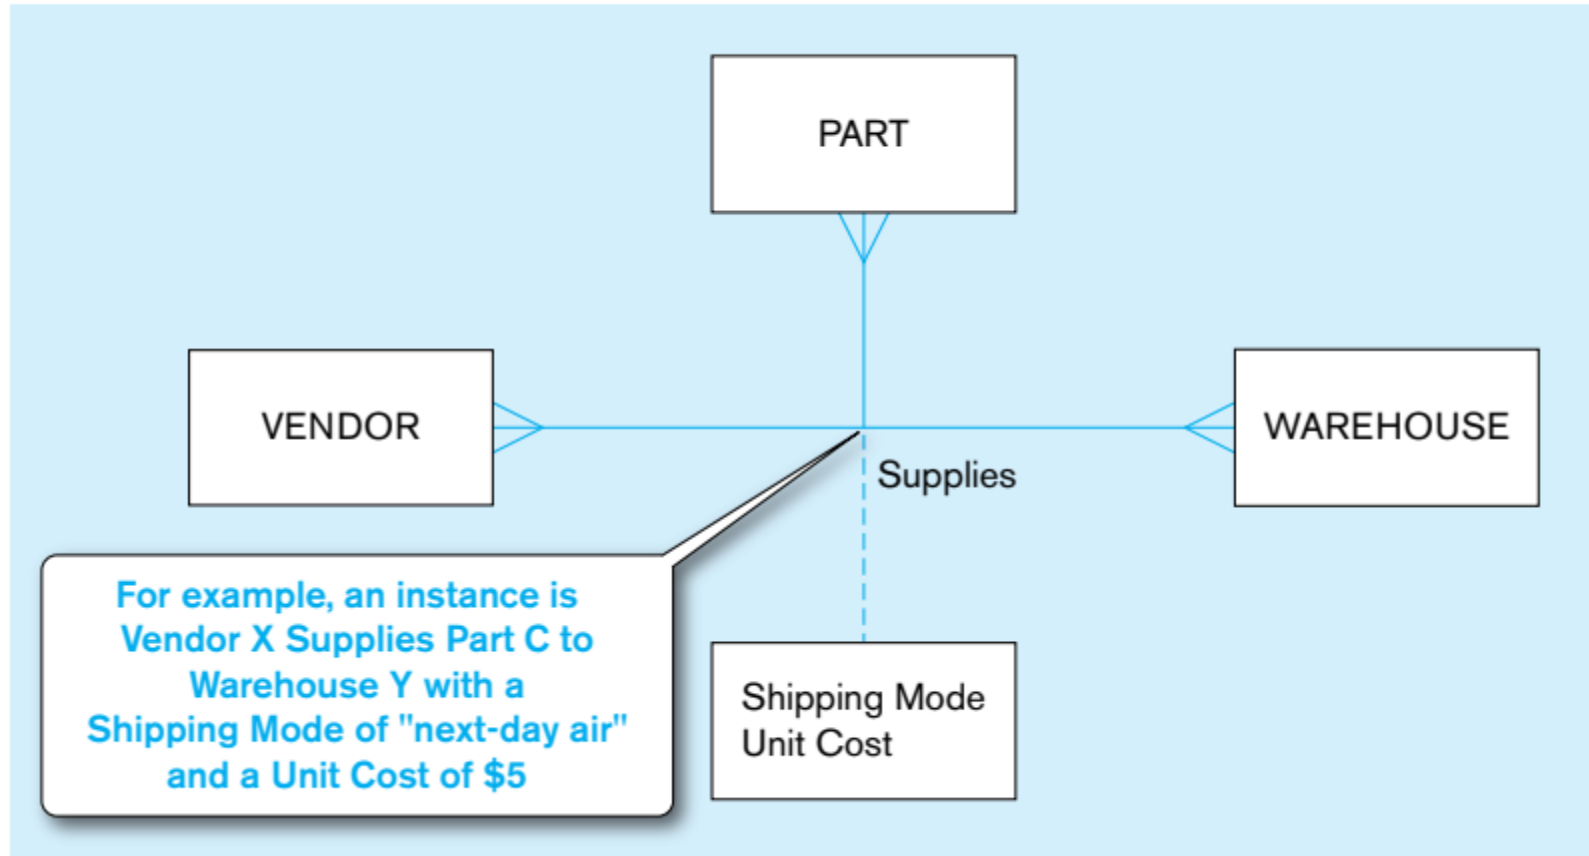 PART
VENDOR
WAREHOUSE
Supplies
For example, an instance is
Vendor X Supplies Part C to
Warehouse Y with a
Shipping Mode of "next-day air"
and a Unit Cost of $5
Shipping Mode
Unit Cost